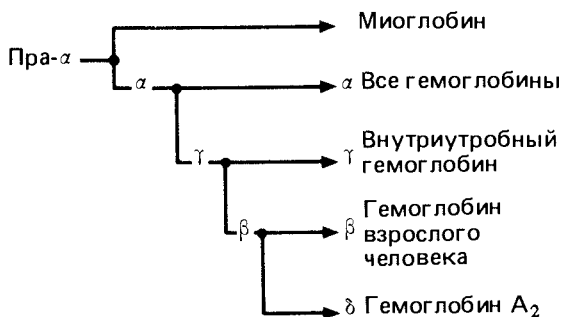 Миоглобин
Пра-α
α
α Все гемоглобины
γ
γ Внутриутробный
гемоглобин
β
β Гемоглобин
взрослого
человека
δ Гемоглобин A₂